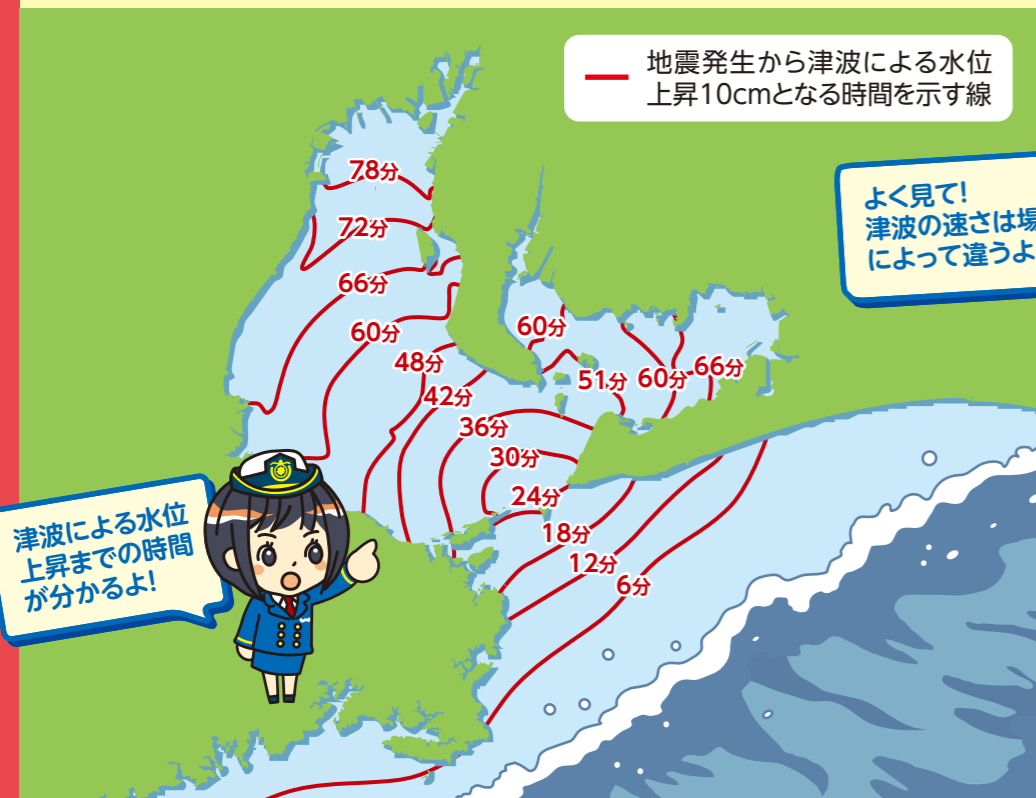 地震発生から津波による水位
上昇10cmとなる時間を示す線
よく見て!
津波の速さは場
によって違うよ
78分
72分
66分
60分
48分
42分
36分
30分
24分
18分
12分
6分
60分
51分
60分
66分
津波による水位
上昇までの時間
が分かるよ!